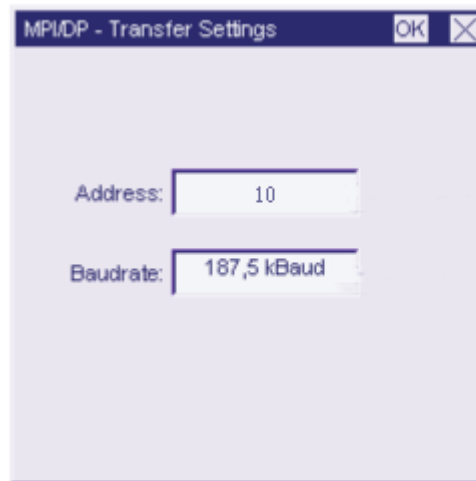 MPI/DP - Transfer Settings OK
Address: 10
Baudrate: 187,5 kBaud